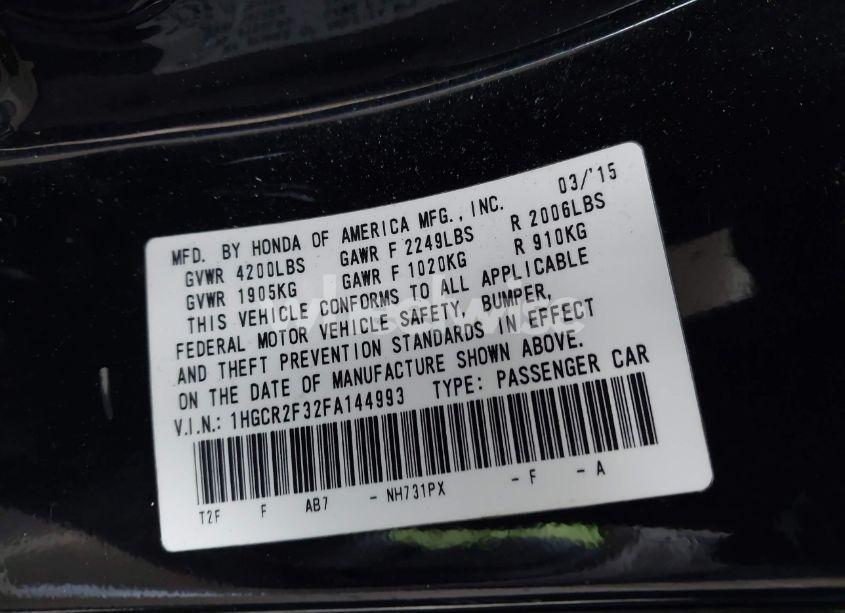 MFD. BY HONDA OF AMERICA MFG., INC. 03/'15
GVWR 4200LBS GAWR F 2249LBS R 2006LBS
GVWR 1905KG GAWR F 1020KG R 910KG
THIS VEHICLE CONFORMS TO ALL APPLICABLE
FEDERAL MOTOR VEHICLE SAFETY, BUMPER,
AND THEFT PREVENTION STANDARDS IN EFFECT
ON THE DATE OF MANUFACTURE SHOWN ABOVE.
V.I.N.: 1HGCR2F32FA144993 TYPE: PASSENGER CAR
T2F F AB7 - NH731PX - F - A